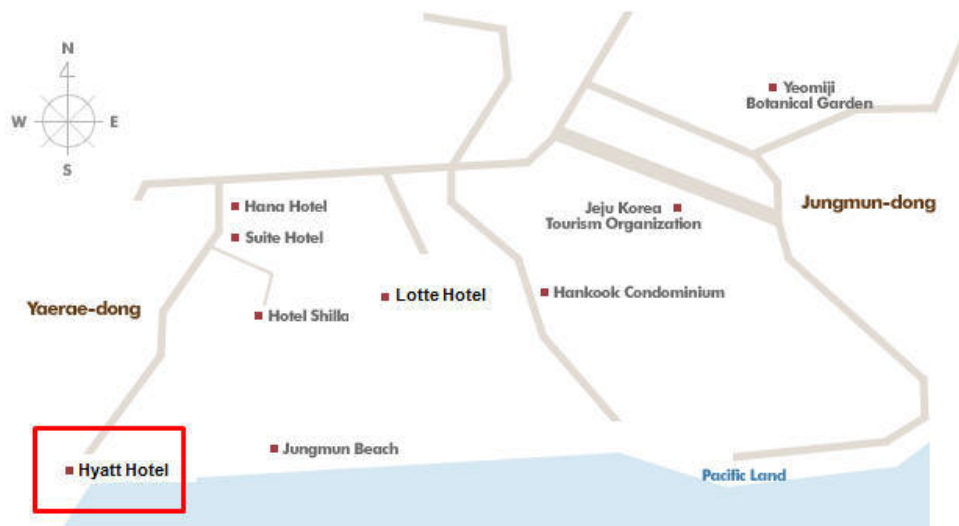 N
W E
S
Yeomiji
Botanical Garden
Hana Hotel
Jeju Korea
Tourism Organization
Jungmun-dong
Suite Hotel
Yaerae-dong
Lotte Hotel
Hankook Condominium
Hotel Shilla
Jungmun Beach
Hyatt Hotel
Pacific Land